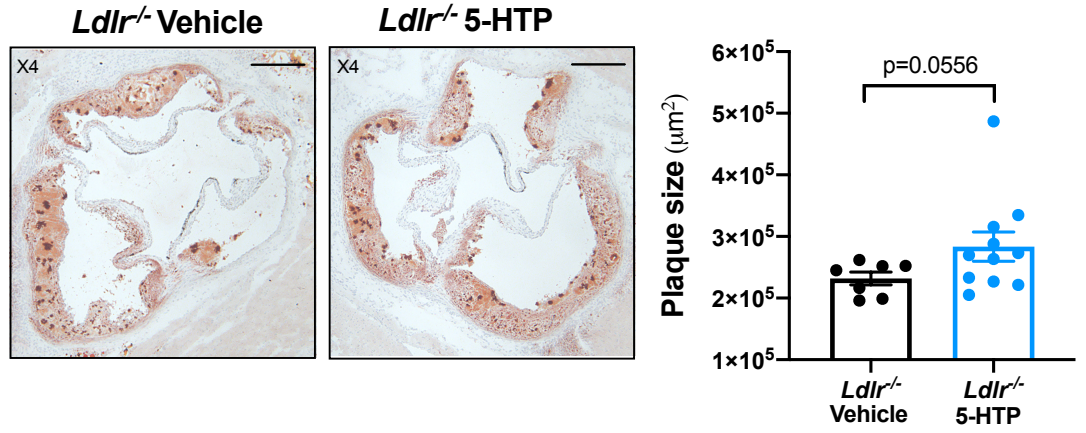 Ldlr-/- Vehicle
Ldlr-/- 5-HTP
X4
X4
6×10⁵
5×10⁵
4×10⁵
3×10⁵
2×10⁵
1×10⁵
Plaque size (μm²)
p=0.0556
Ldlr-/-
Vehicle
Ldlr-/-
5-HTP